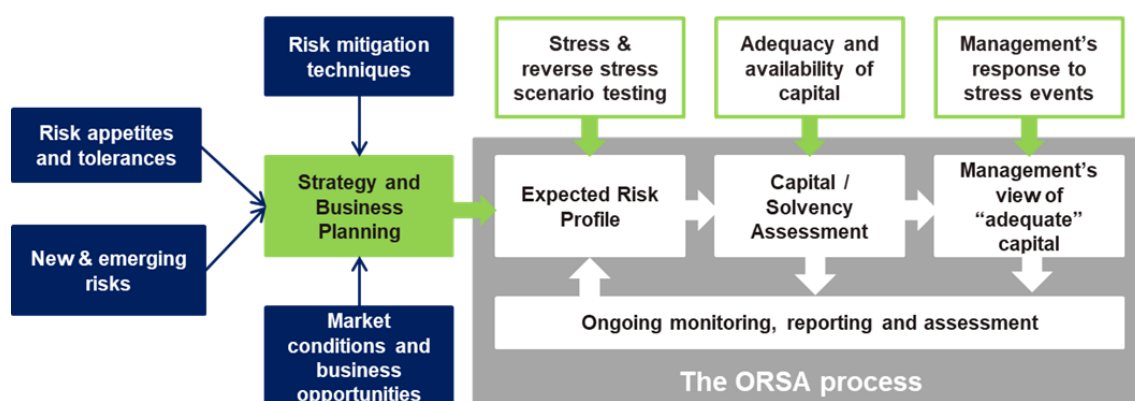 Risk mitigation
techniques
Stress &
reverse stress
scenario testing
Adequacy and
availability of
capital
Management's
response to
stress events
Risk appetites
and tolerances
Strategy and
Business
Planning
Expected Risk
Profile
Capital /
Solvency
Assessment
Management's
view of
“adequate”
capital
New & emerging
risks
Market
conditions and
business
opportunities
Ongoing monitoring, reporting and assessment
The ORSA process